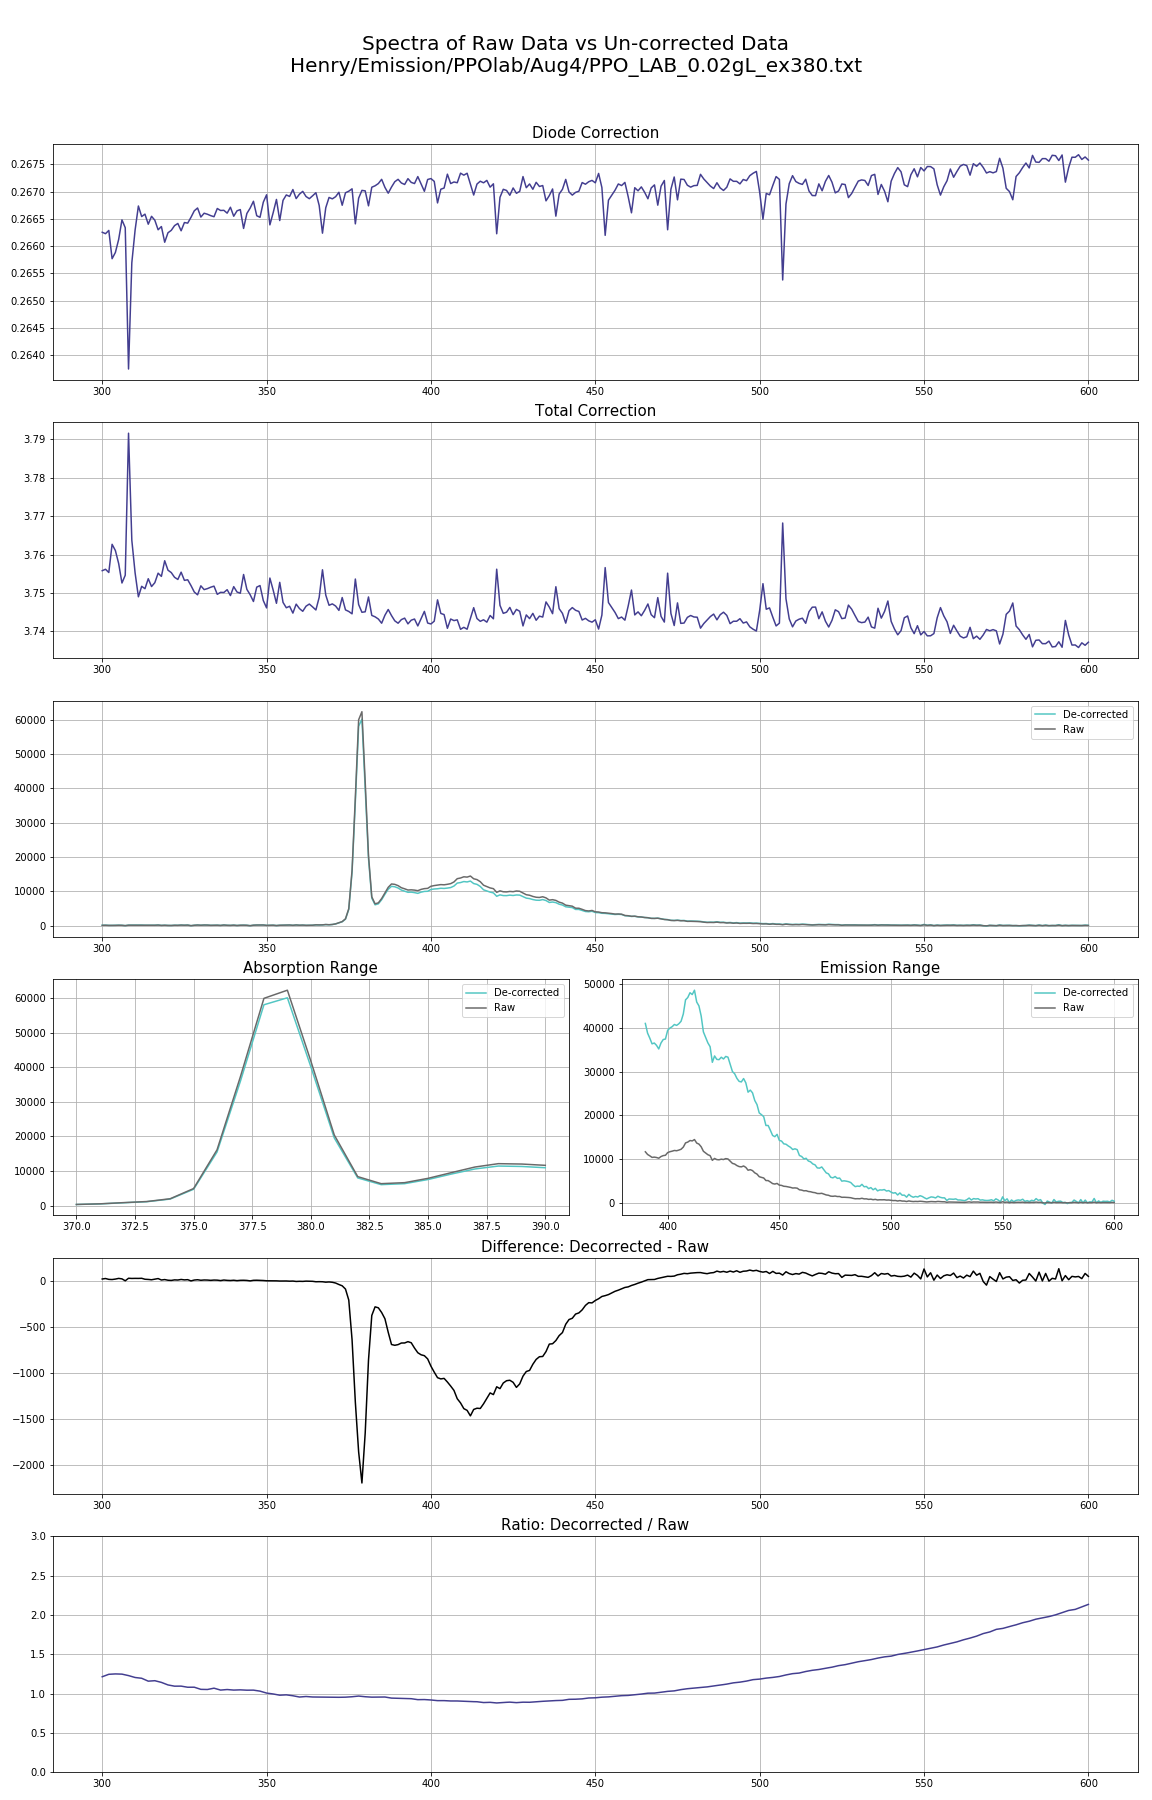 Spectra of Raw Data vs Un-corrected Data
Henry/Emission/PPOlab/Aug4/PPO_LAB_0.02gL_ex380.txt
Diode Correction
0.2675
0.2670
0.2665
0.2660
0.2655
0.2650
0.2645
0.2640
300 350 400 450 500 550 600
Total Correction
3.79
3.78
3.77
3.76
3.75
3.74
300 350 400 450 500 550 600
De-corrected
Raw
60000
50000
40000
30000
20000
10000
0
300 350 400 450 500 550 600
Absorption Range
De-corrected
Raw
60000
50000
40000
30000
20000
10000
0
370.0 372.5 375.0 377.5 380.0 382.5 385.0 387.5 390.0
Emission Range
De-corrected
Raw
50000
40000
30000
20000
10000
0
400 450 500 550 600
Difference: Decorrected - Raw
0
−500
−1000
−1500
−2000
300 350 400 450 500 550 600
Ratio: Decorrected / Raw
3.0
2.5
2.0
1.5
1.0
0.5
0.0
300 350 400 450 500 550 600